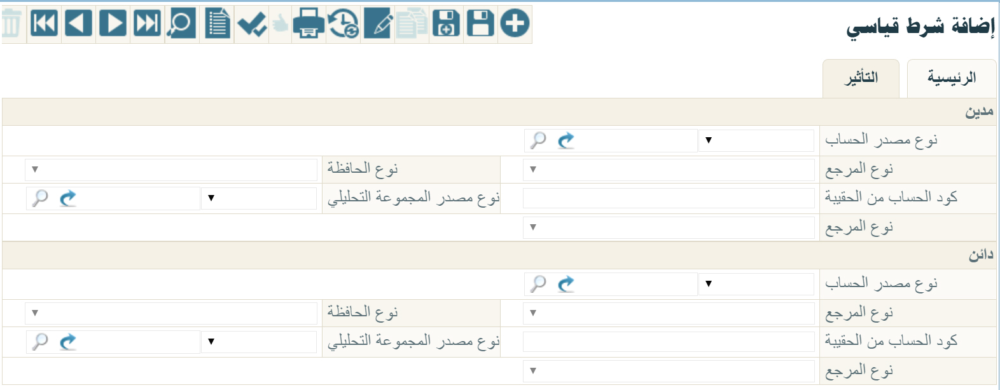 إضافة شرط قياسي
الرئيسية
التأثير
مدين
نوع مصدر الحساب
نوع المرجع
نوع الحافظة
كود الحساب من الحقيبة
نوع مصدر المجموعة التحليلي
نوع المرجع
دائن
نوع مصدر الحساب
نوع المرجع
نوع الحافظة
كود الحساب من الحقيبة
نوع مصدر المجموعة التحليلي
نوع المرجع